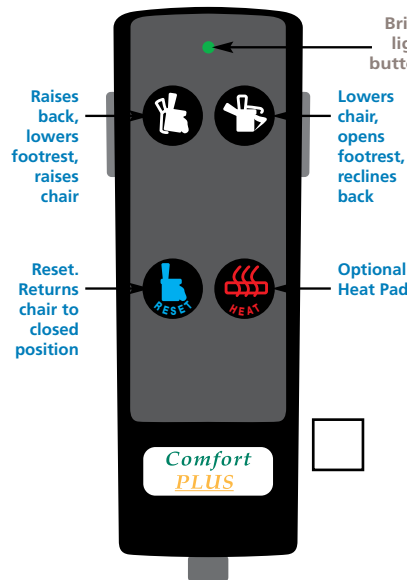 Raises
back,
lowers
footrest,
raises
chair
Lowers
chair,
opens
footrest,
reclines
back
Reset.
Returns
chair to
closed
position
Optional
Heat Pad
RESET
HEAT
Comfort
PLUS